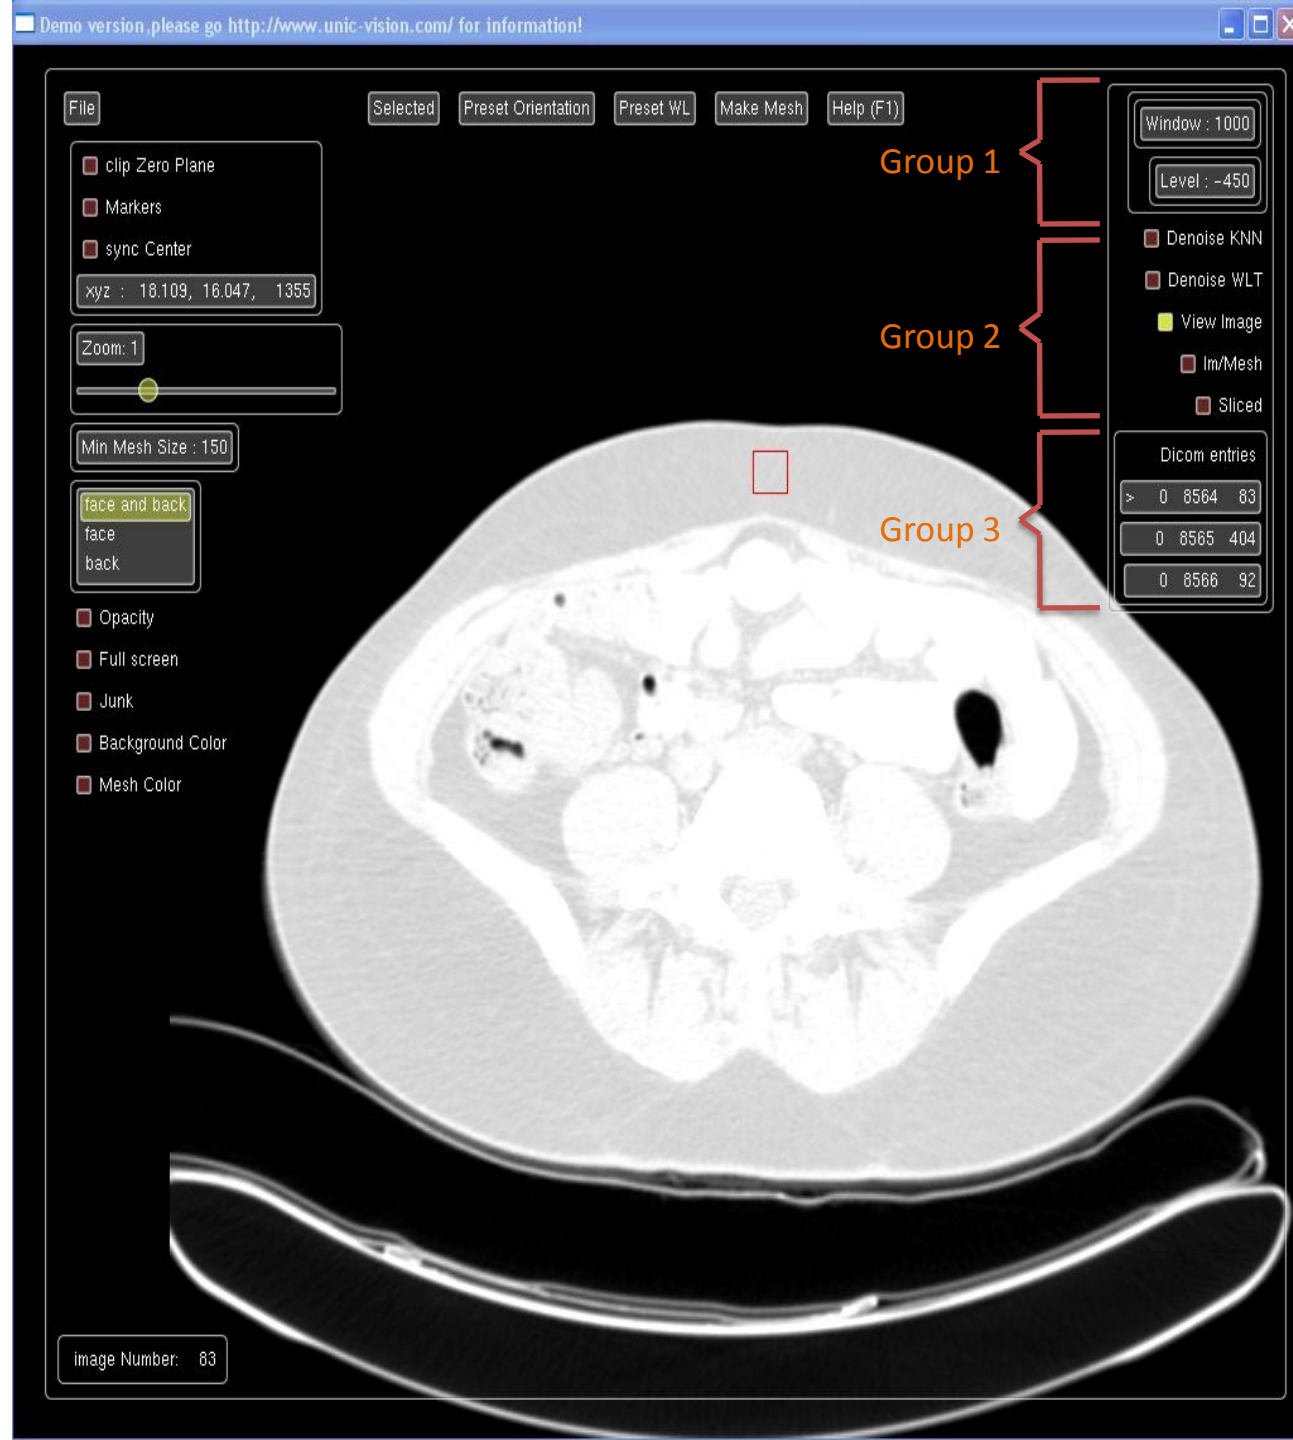 Demo version,please go http://www.unic-vision.com/ for information!
File
Selected
Preset Orientation
Preset WL
Make Mesh
Help (F1)
clip Zero Plane
Markers
sync Center
xyz : 18.109, 16.047, 1355
Zoom: 1
Min Mesh Size : 150
face and back
face
back
Opacity
Full screen
Junk
Background Color
Mesh Color
image Number: 83
Group 1
Window : 1000
Level : -450
Group 2
Denoise KNN
Denoise WLT
View Image
Im/Mesh
Sliced
Group 3
Dicom entries
> 0 8564 83
0 8565 404
0 8566 92